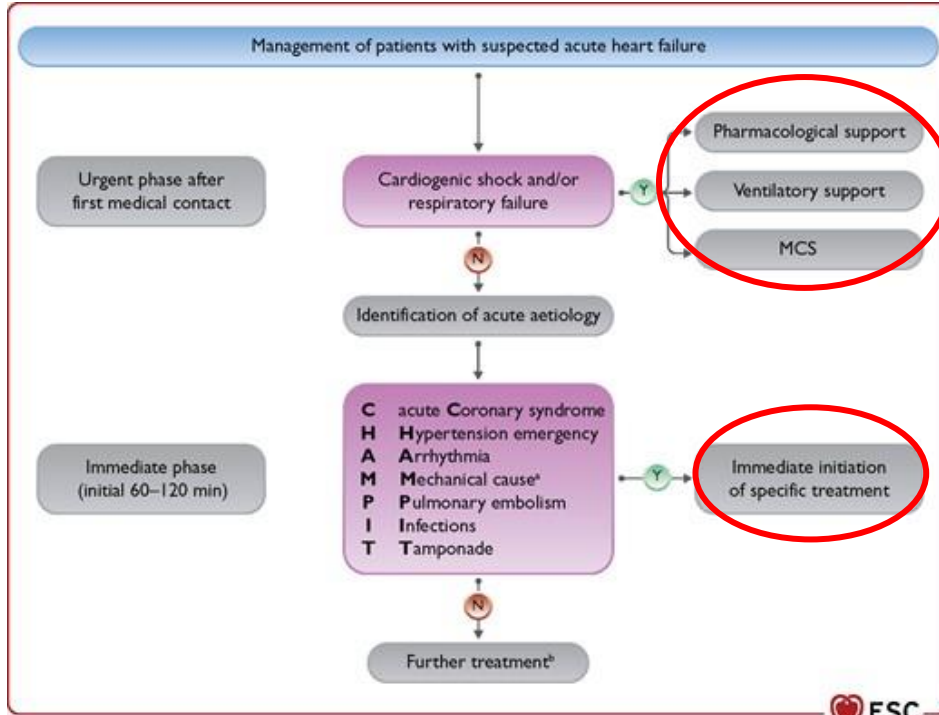 Management of patients with suspected acute heart failure
Urgent phase after
first medical contact
Cardiogenic shock and/or
respiratory failure
Y
Pharmacological support
Ventilatory support
MCS
N
Identification of acute aetiology
Immediate phase
(initial 60–120 min)
C acute Coronary syndrome
H Hypertension emergency
A Arrhythmia
M Mechanical causeᵃ
P Pulmonary embolism
I Infections
T Tamponade
Y
Immediate initiation
of specific treatment
N
Further treatmentᵇ
ESC